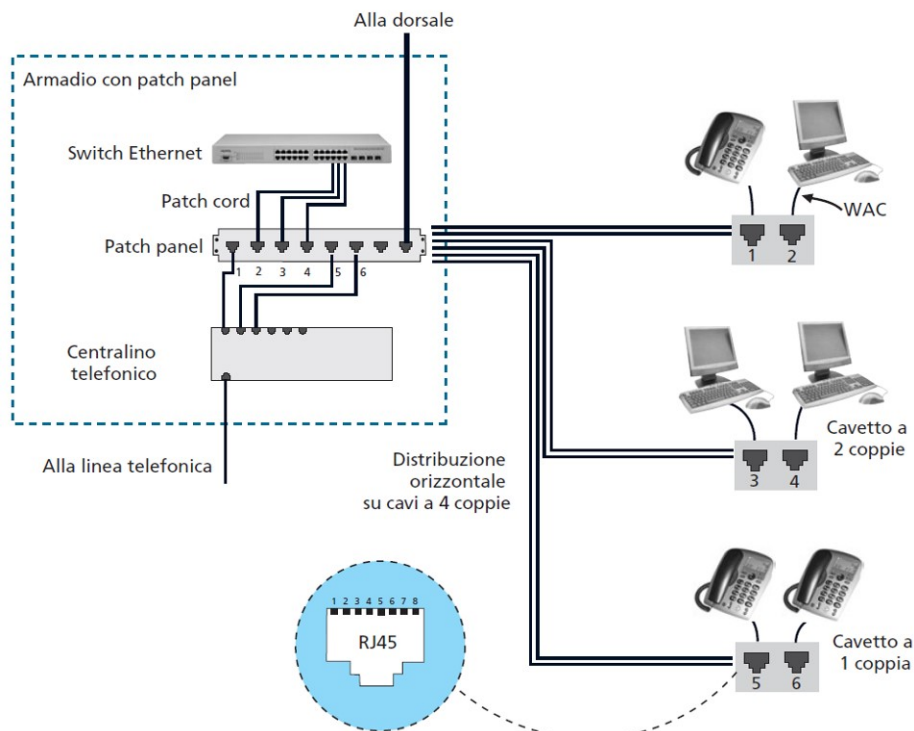 Alla dorsale
Armadio con patch panel
Switch Ethernet
Patch cord
Patch panel
1 2 3 4 5 6
Centralino
telefonico
Alla linea telefonica
WAC
1 2
Cavetto a
2 coppie
3 4
Distribuzione
orizzontale
su cavi a 4 coppie
1 2 3 4 5 6 7 8
RJ45
Cavetto a
1 coppia
5 6